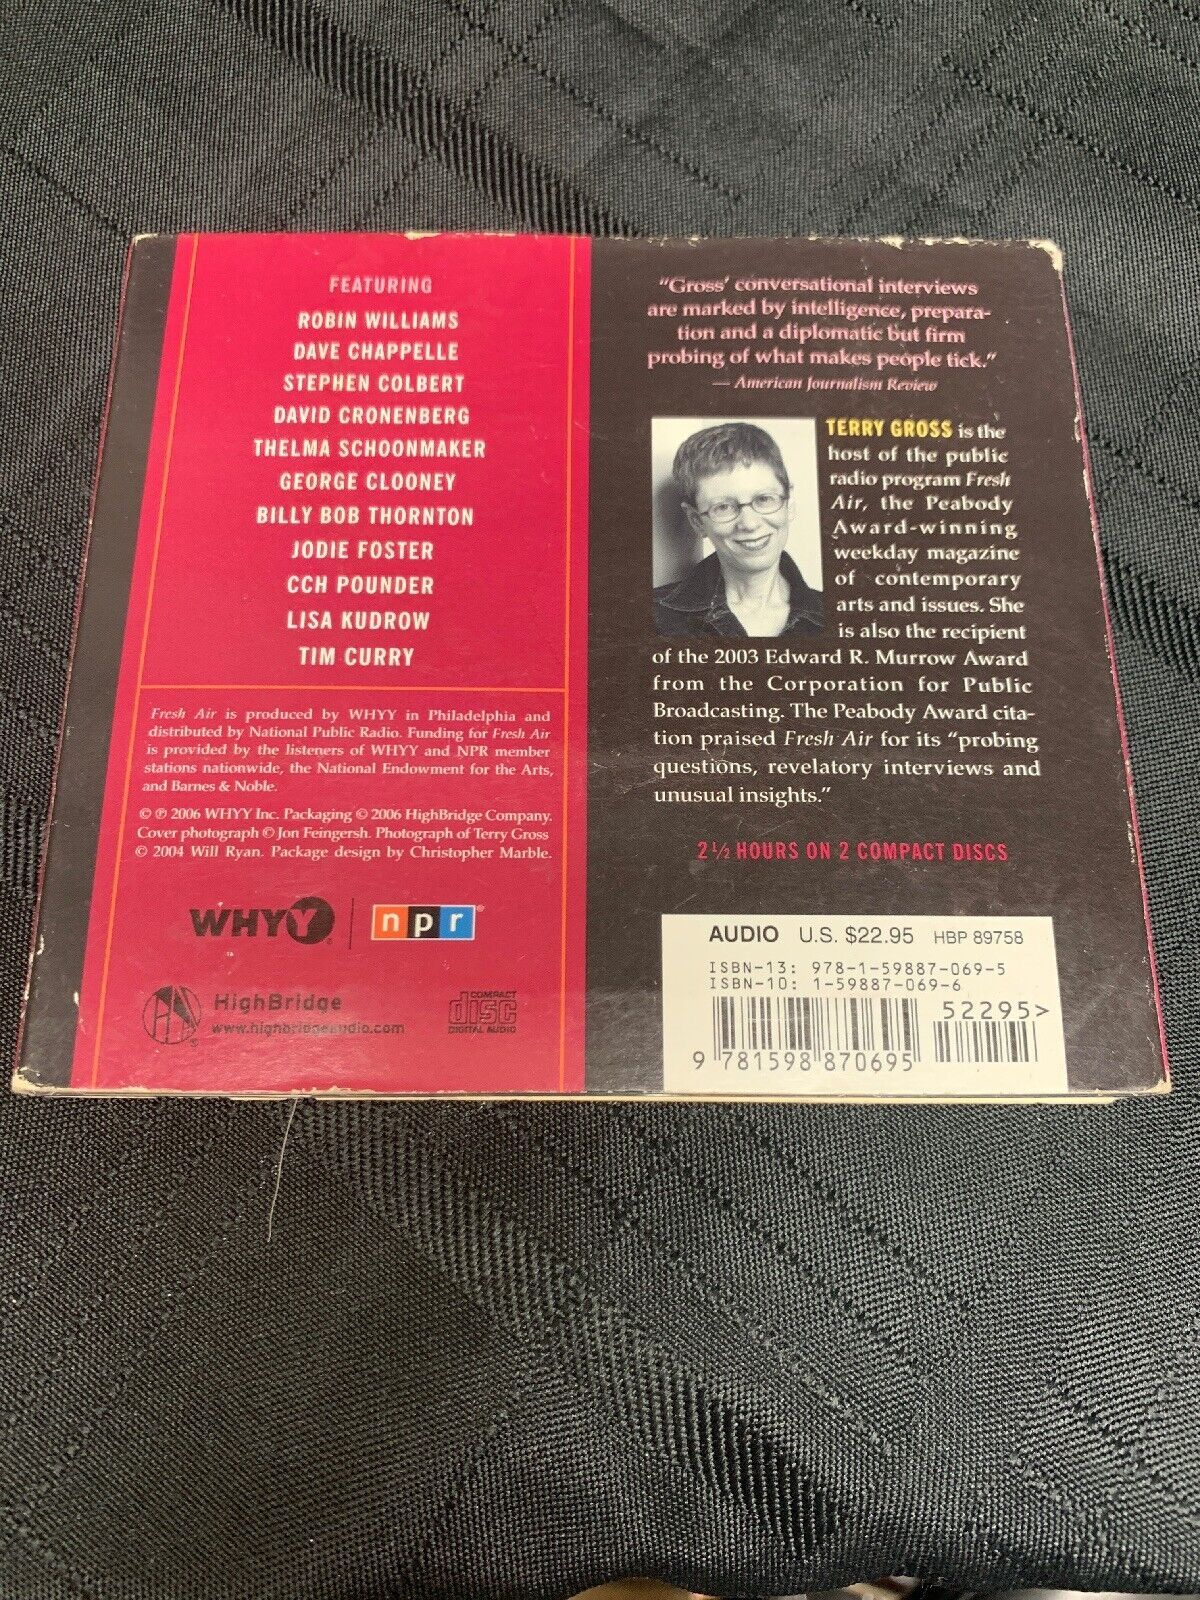 FEATURING
ROBIN WILLIAMS
DAVE CHAPPELLE
STEPHEN COLBERT
DAVID CRONENBERG
THELMA SCHOONMAKER
GEORGE CLOONEY
BILLY BOB THORNTON
JODIE FOSTER
CCH POUNDER
LISA KUDROW
TIM CURRY
Fresh Air is produced by WHYY in Philadelphia and
distributed by National Public Radio. Funding for Fresh Air
is provided by the listeners of WHYY and NPR member
stations nationwide, the National Endowment for the Arts,
and Barnes & Noble.
© ℗ 2006 WHYY Inc. Packaging © 2006 HighBridge Company.
Cover photograph © Jon Feingersh. Photograph of Terry Gross
© 2004 Will Ryan. Package design by Christopher Marble.
WHYY
npr®
HighBridge
www.highbridgeaudio.com
COMPACT
disc
DIGITAL AUDIO
“Gross’ conversational interviews
are marked by intelligence, prepara-
tion and a diplomatic but firm
probing of what makes people tick.”
— American Journalism Review
TERRY GROSS is the
host of the public
radio program Fresh
Air, the Peabody
Award-winning
weekday magazine
of contemporary
arts and issues. She
is also the recipient
of the 2003 Edward R. Murrow Award
from the Corporation for Public
Broadcasting. The Peabody Award cita-
tion praised Fresh Air for its “probing
questions, revelatory interviews and
unusual insights.”
2½ HOURS ON 2 COMPACT DISCS
AUDIO U.S. $22.95 HBP 89758
ISBN-13: 978-1-59887-069-5
ISBN-10: 1-59887-069-6
52295>
9 781598 870695